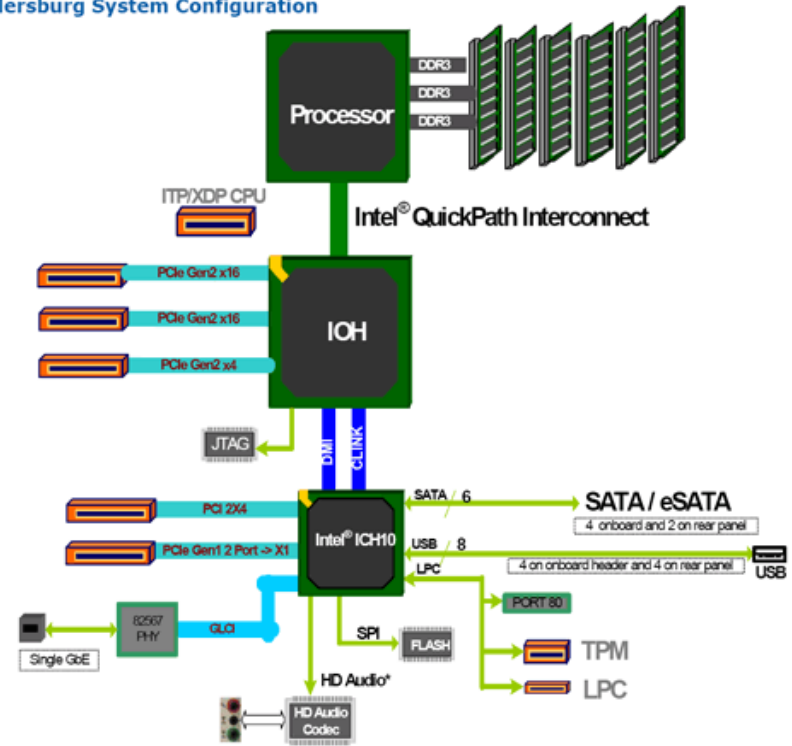 System Configuration
DDR3
DDR3
Processor
DDR3
ITP/XDP CPU
Intel® QuickPath Interconnect
PCIe Gen2 x16
PCIe Gen2 x16
IOH
PCIe Gen2 x4
JTAG
DMI
CLINK
SATA / 6
SATA / eSATA
4 onboard and 2 on rear panel
PCI 2X4
Intel® ICH10
USB / 8
PCIe Gen1 2 Port -> X1
4 on onboard header and 4 on rear panel
USB
LPC
PORT 80
82567
PHY
GLCI
SPI
FLASH
TPM
Single GbE
HD Audio*
LPC
HD Audio
Codec